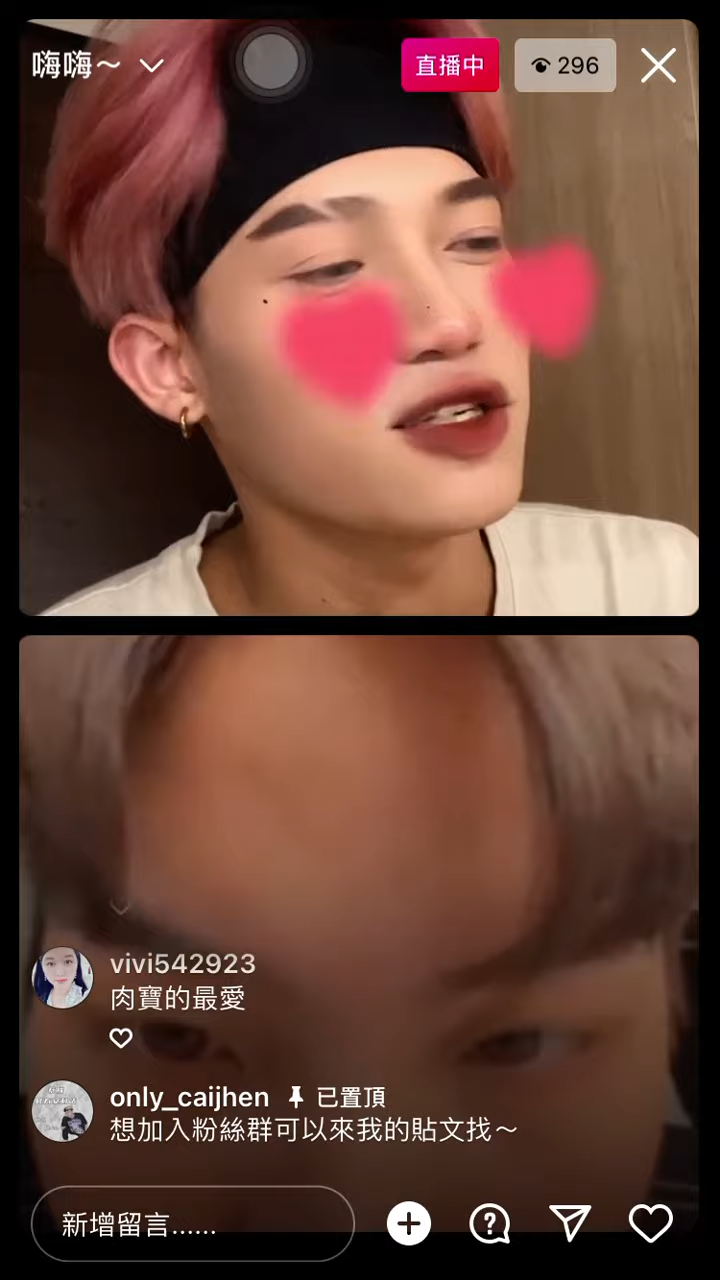 嗨嗨～
直播中
296
vivi542923
肉寶的最愛
only_caijhen 已置頂
想加入粉絲群可以來我的貼文找～
新增留言......